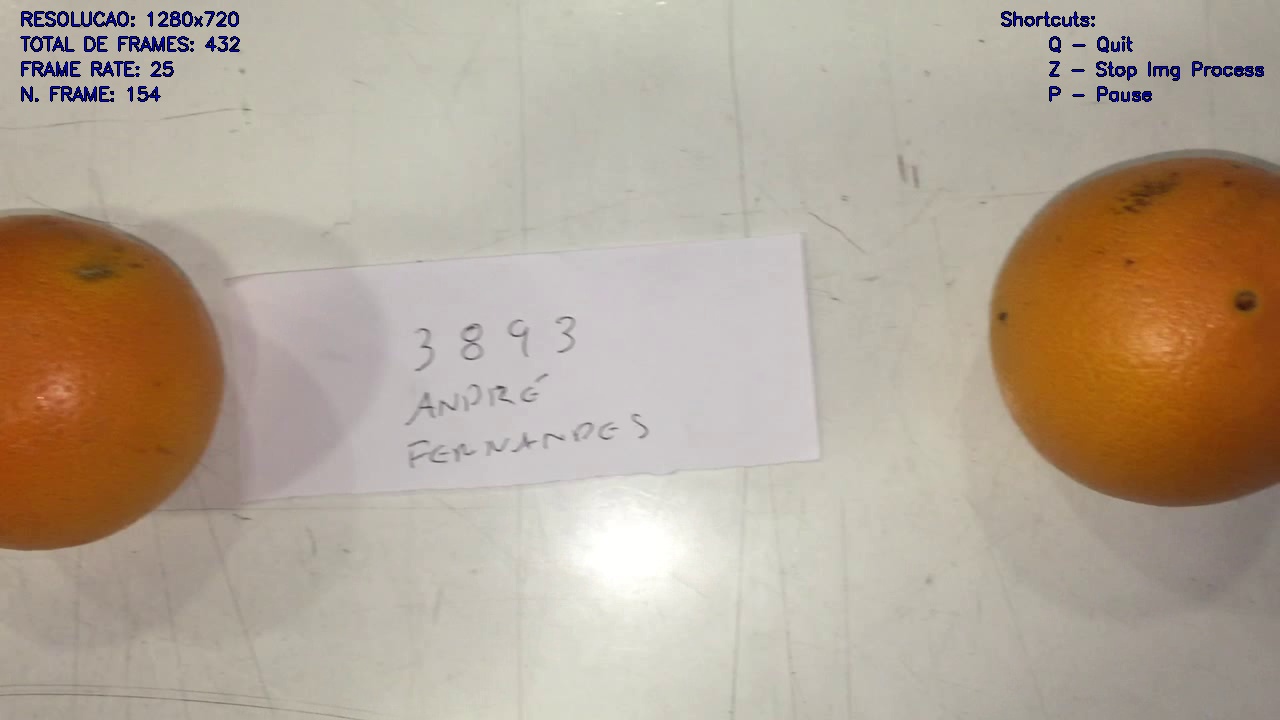 RESOLUCAO: 1280x720
TOTAL DE FRAMES: 432
FRAME RATE: 25
N. FRAME: 154
Shortcuts:
Q - Quit
Z - Stop Img Process
P - Pause
3893
ANDRÉ
FERNANDES